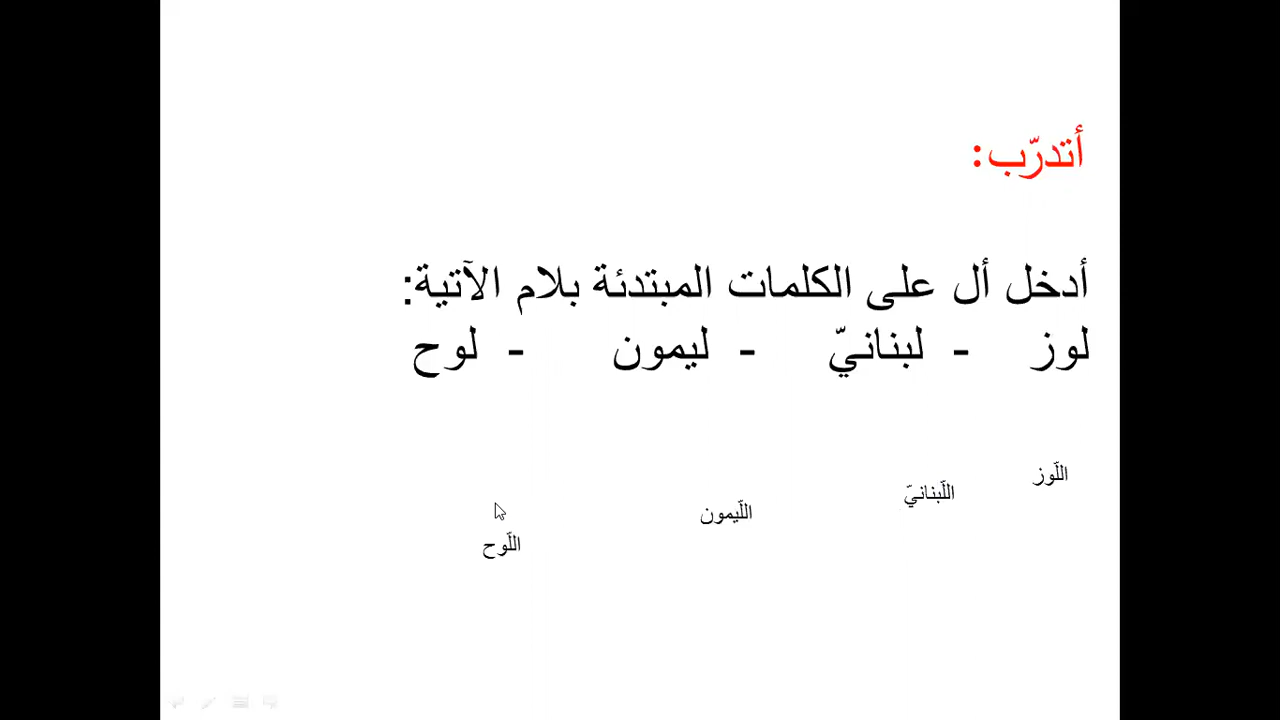 أتدرّب:
أدخل أل على الكلمات المبتدئة بلام الآتية:
لوز - لبنانيّ - ليمون - لوح
اللّوز
اللّبنانيّ
اللّيمون
اللّوح